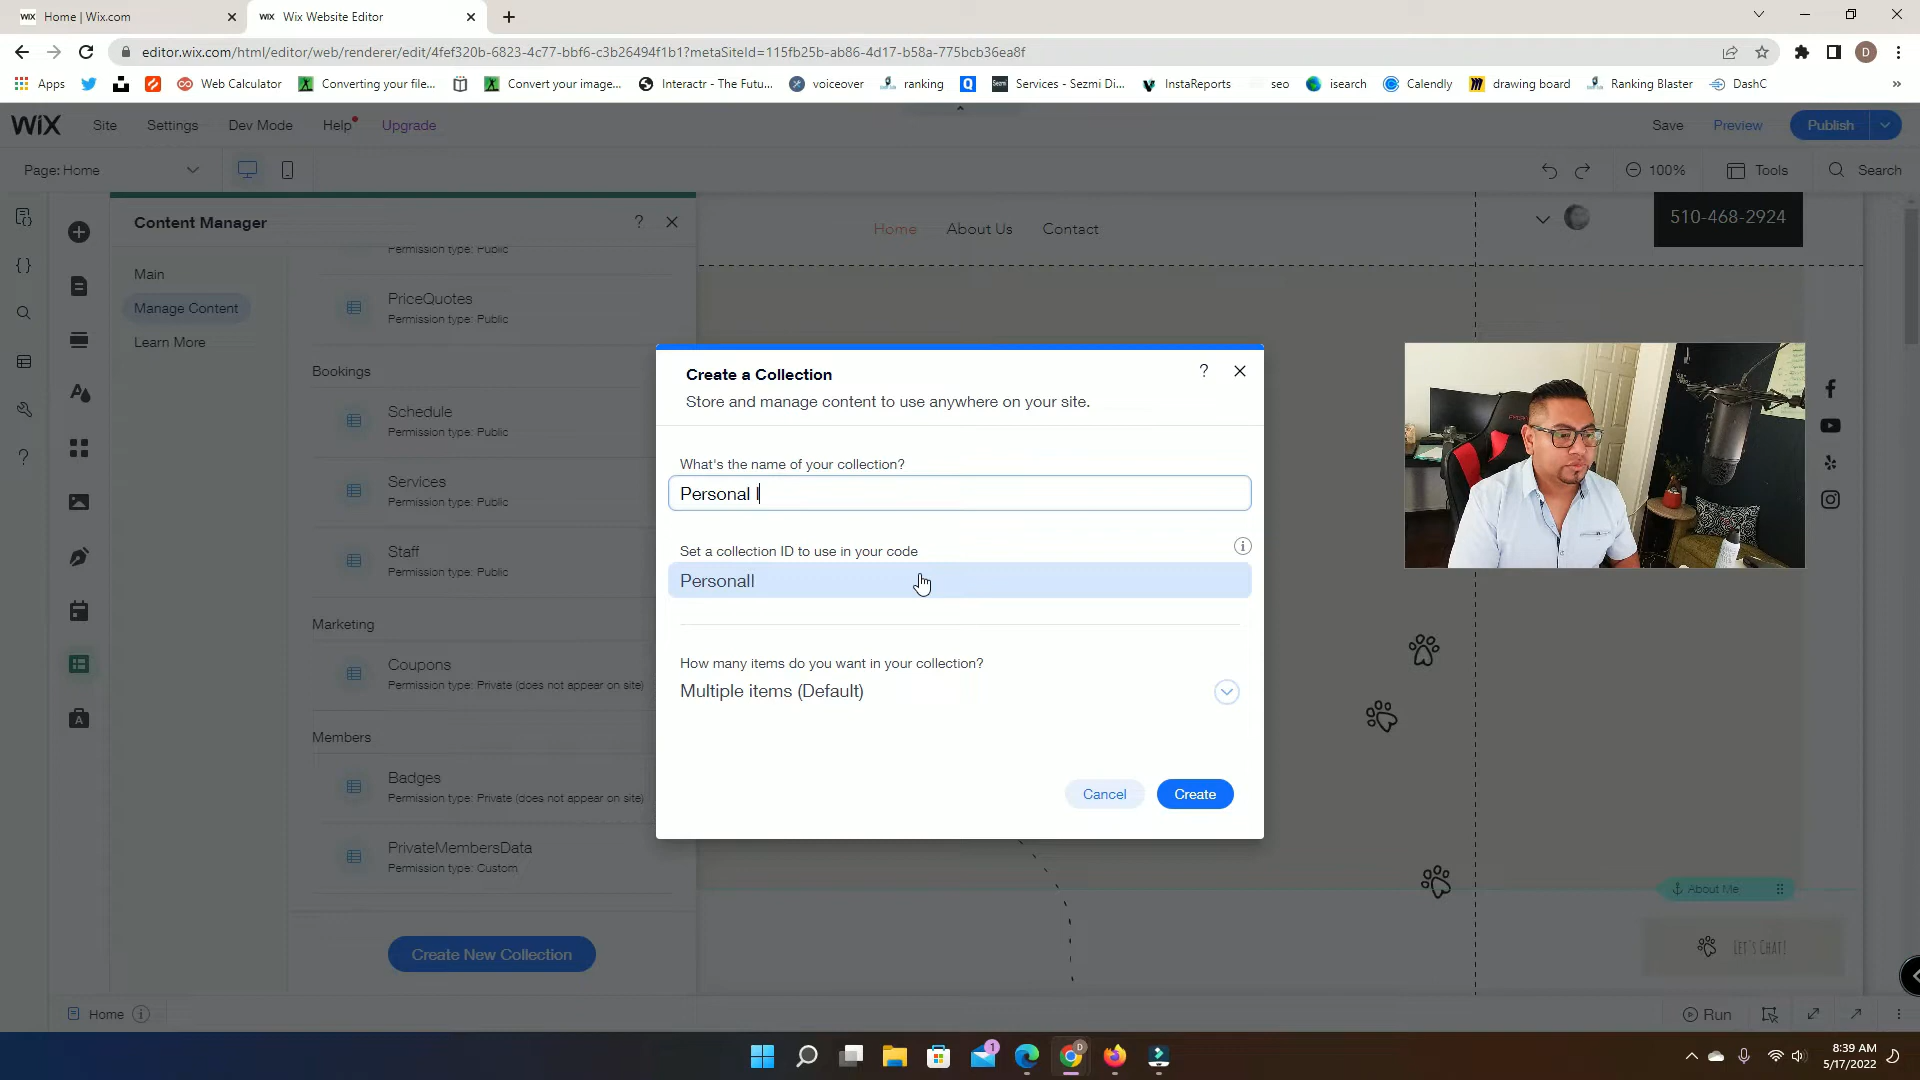 WIX Home | Wix.com
WIX Wix Website Editor
editor.wix.com/html/editor/web/renderer/edit/4fef320b-6823-4c77-bbf6-c3b26494f1b1?metaSiteId=115fb25b-ab86-4d17-b58a-775bcb36ea8f
D
Apps Web Calculator Converting your file... Convert your image... Interactr - The Futu... voiceover ranking Services - Sezmi Di... InstaReports seo isearch Calendly drawing board Ranking Blaster DashC »
WIX Site Settings Dev Mode Help Upgrade Save Preview Publish
Page: Home 100% Tools Search
Content Manager ?
Main
Manage Content
Learn More
Permission type: Public
PriceQuotes
Permission type: Public
Bookings
Schedule
Permission type: Public
Services
Permission type: Public
Staff
Permission type: Public
Marketing
Coupons
Permission type: Private (does not appear on site)
Members
Badges
Permission type: Private (does not appear on site)
PrivateMembersData
Permission type: Custom
Create New Collection
Home About Us Contact
510-468-2924
Create a Collection ?
Store and manage content to use anywhere on your site.
What's the name of your collection?
Personal I
Set a collection ID to use in your code
PersonalI
How many items do you want in your collection?
Multiple items (Default)
Cancel Create
About Me
Let's Chat!
Home Run
1 D
8:39 AM
5/17/2022